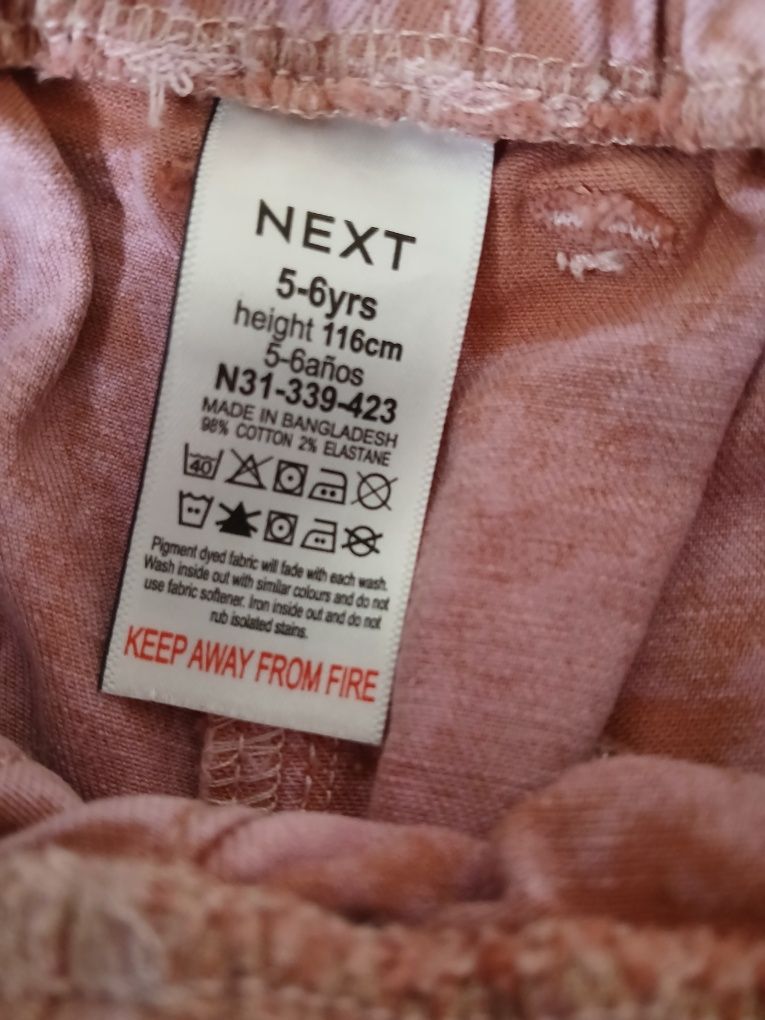 NEXT
5-6yrs
height 116cm
5-6años
N31-339-423
MADE IN BANGLADESH
98% COTTON 2% ELASTANE
40
Pigment dyed fabric will fade with each wash.
Wash inside out with similar colours and do not
use fabric softener. Iron inside out and do not
rub isolated stains.
KEEP AWAY FROM FIRE